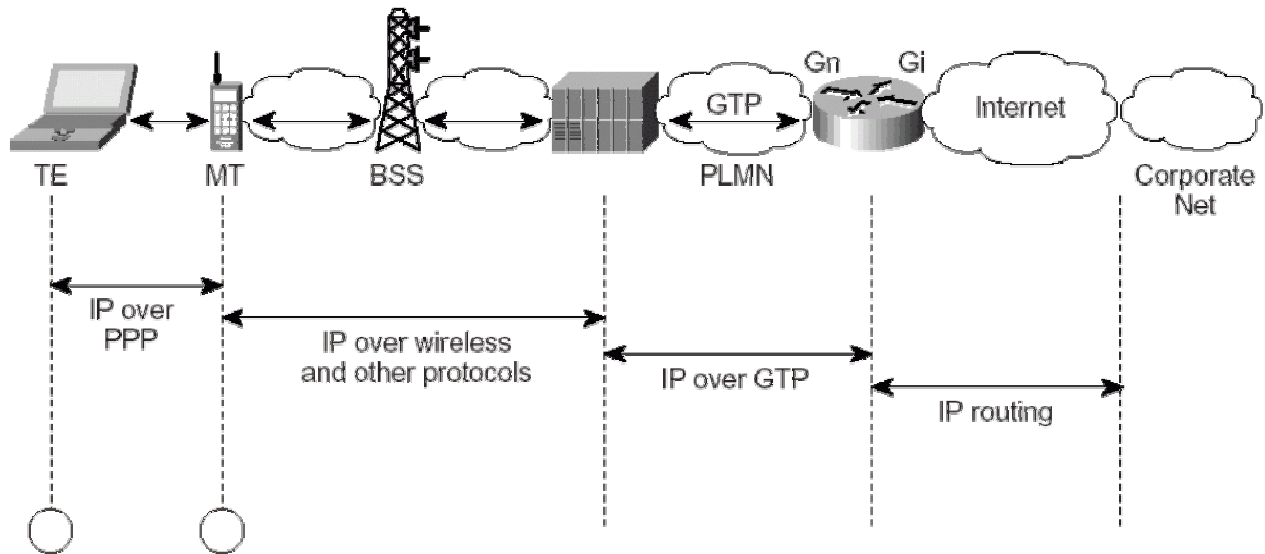 Gn
Gi
GTP
Internet
TE
MT
BSS
PLMN
Corporate
Net
IP over
PPP
IP over wireless
and other protocols
IP over GTP
IP routing